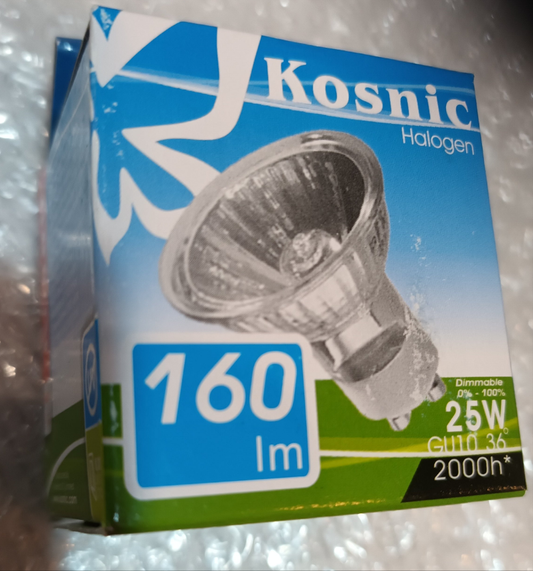 Kosnic
Halogen
160
lm
Dimmable
0% - 100%
25W
GU10 36°
2000h*